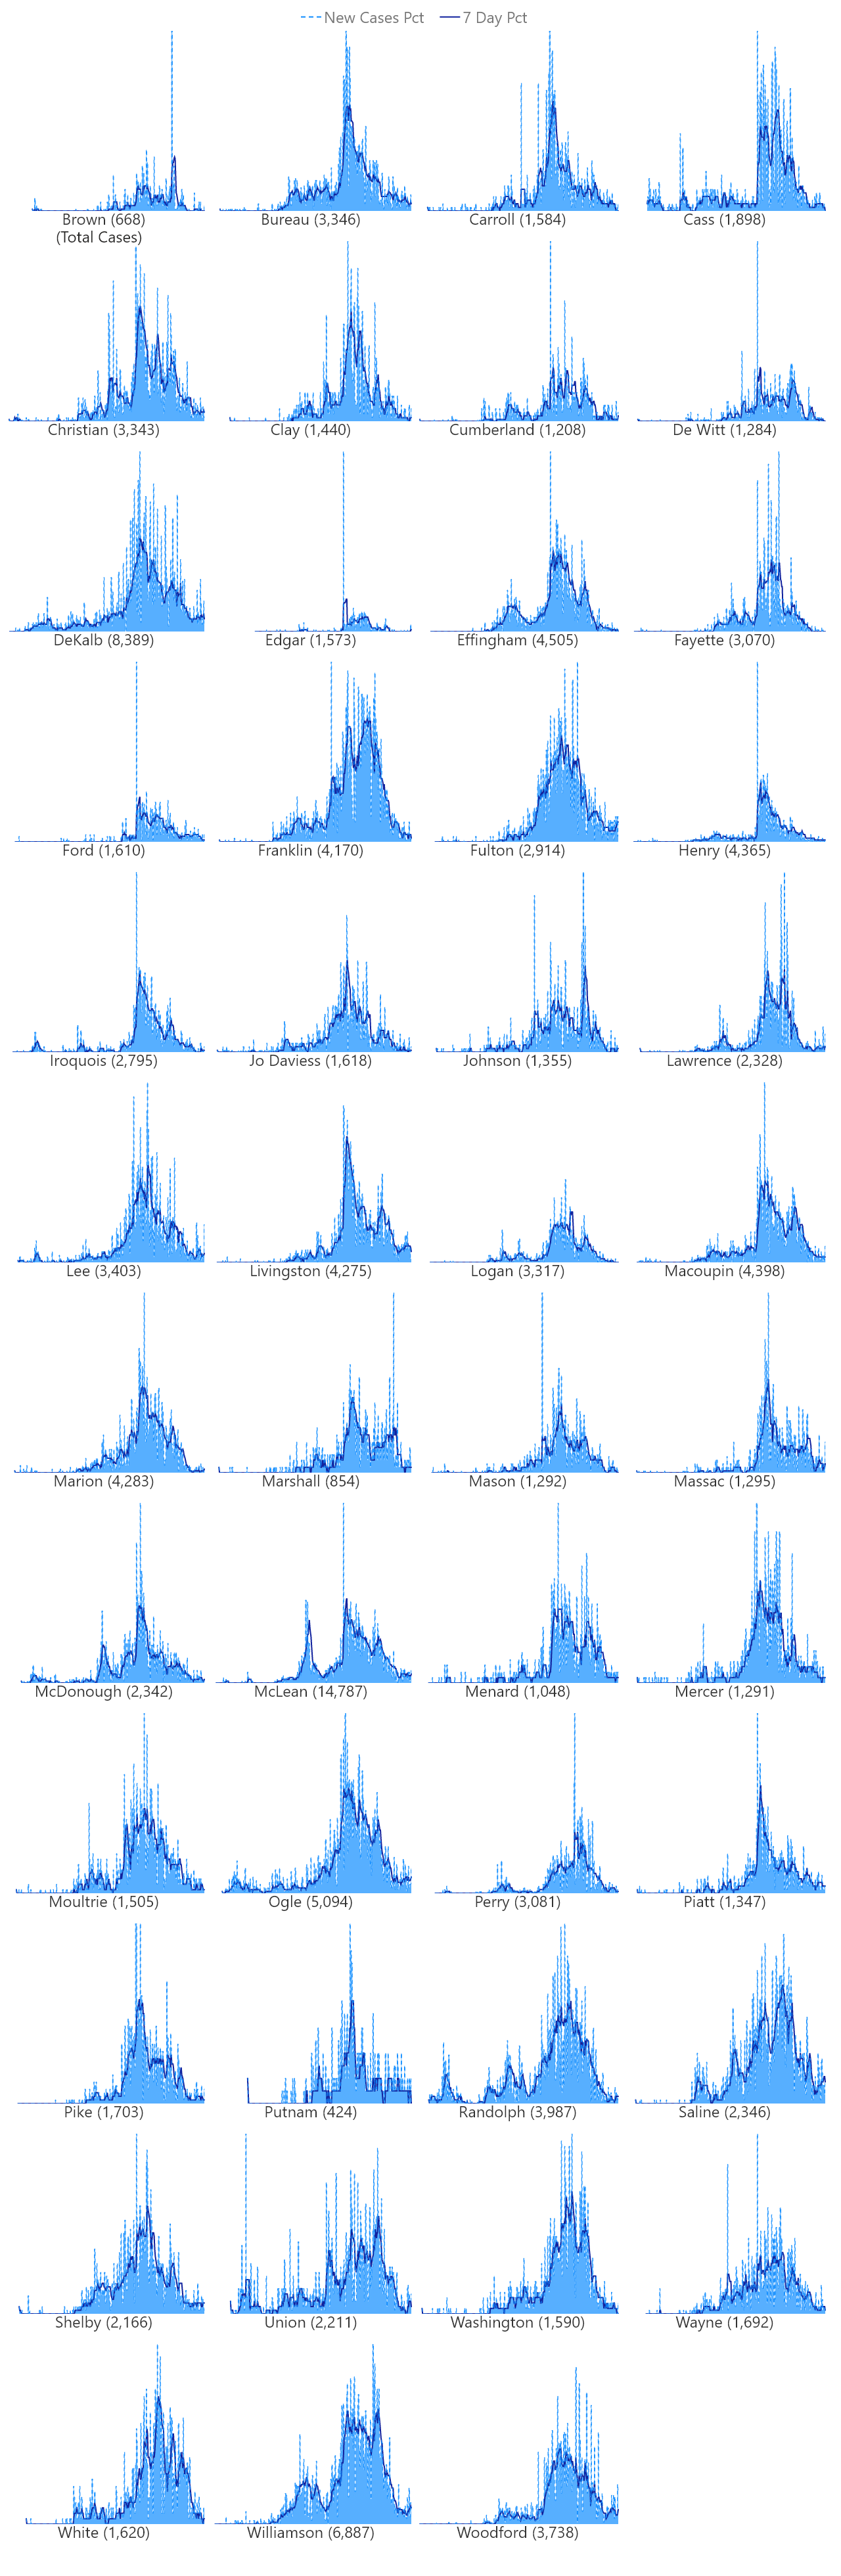 New Cases Pct 7 Day Pct
Brown (668) Bureau (3,346) Carroll (1,584) Cass (1,898)
(Total Cases)
Christian (3,343) Clay (1,440) Cumberland (1,208) De Witt (1,284)
DeKalb (8,389) Edgar (1,573) Effingham (4,505) Fayette (3,070)
Ford (1,610) Franklin (4,170) Fulton (2,914) Henry (4,365)
Iroquois (2,795) Jo Daviess (1,618) Johnson (1,355) Lawrence (2,328)
Lee (3,403) Livingston (4,275) Logan (3,317) Macoupin (4,398)
Marion (4,283) Marshall (854) Mason (1,292) Massac (1,295)
McDonough (2,342) McLean (14,787) Menard (1,048) Mercer (1,291)
Moultrie (1,505) Ogle (5,094) Perry (3,081) Piatt (1,347)
Pike (1,703) Putnam (424) Randolph (3,987) Saline (2,346)
Shelby (2,166) Union (2,211) Washington (1,590) Wayne (1,692)
White (1,620) Williamson (6,887) Woodford (3,738)